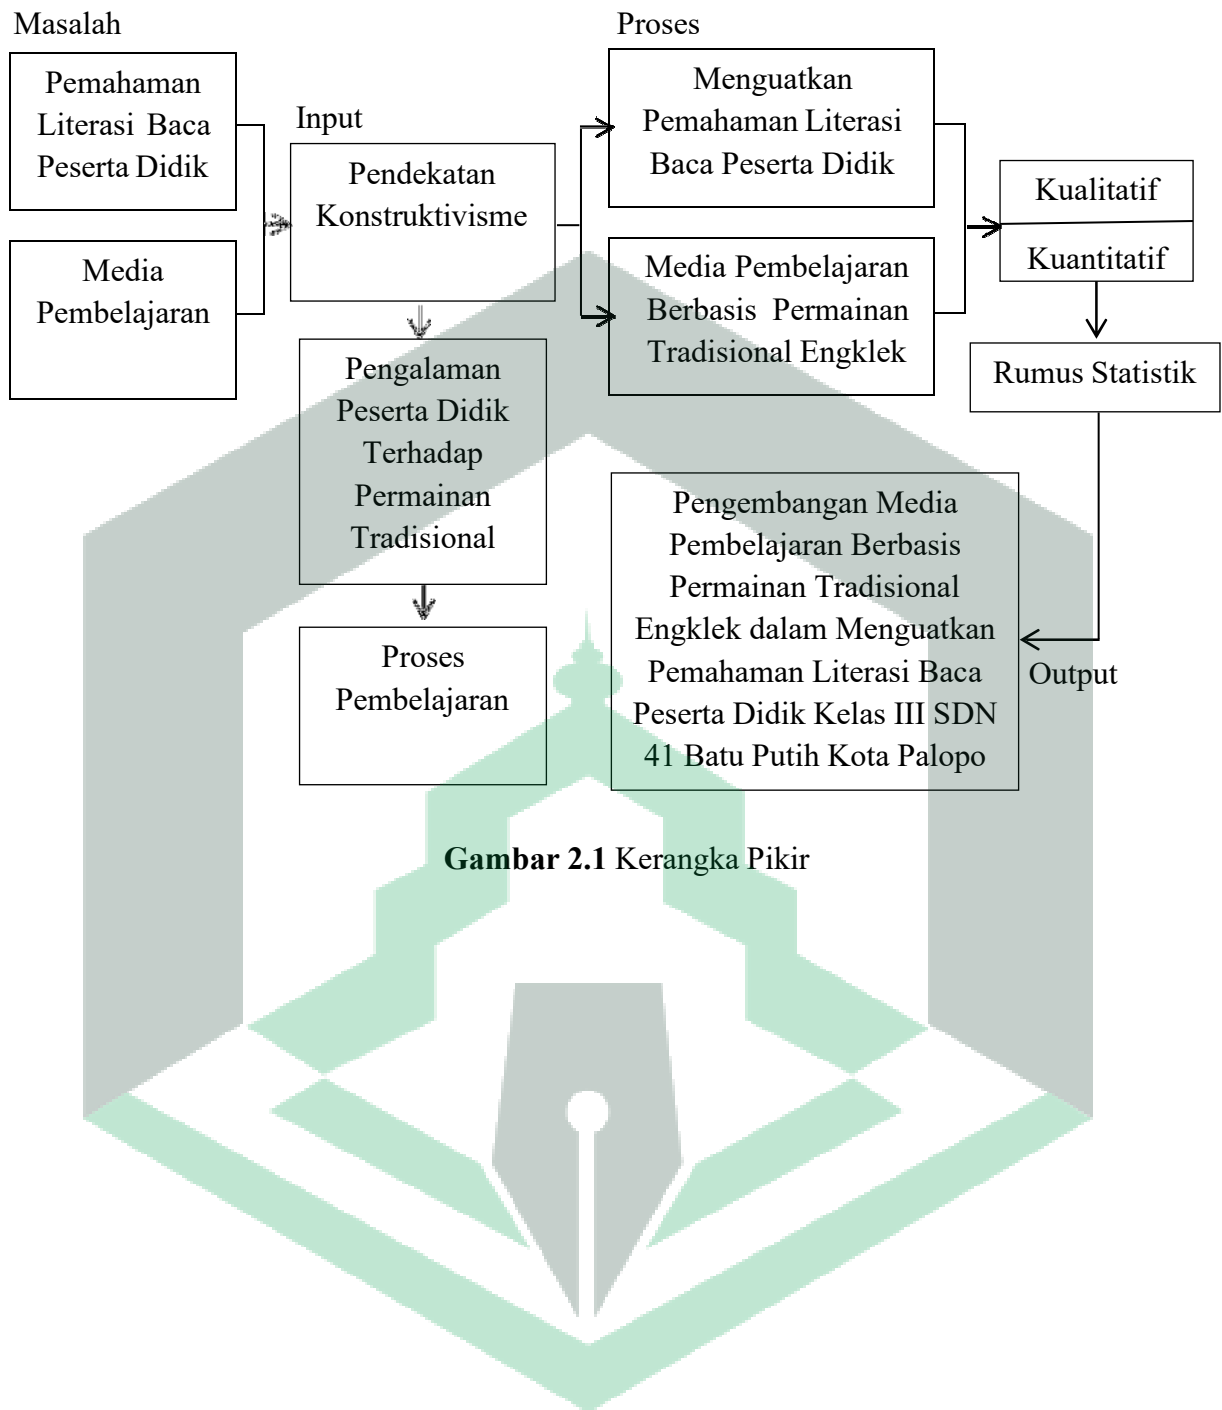 Masalah
Pemahaman
Literasi Baca
Peserta Didik
Media
Pembelajaran
Input
Pendekatan
Konstruktivisme
Pengalaman
Peserta Didik
Terhadap
Permainan
Tradisional
Proses
Pembelajaran
Proses
Menguatkan
Pemahaman Literasi
Baca Peserta Didik
Media Pembelajaran
Berbasis Permainan
Tradisional Engklek
Kualitatif
Kuantitatif
Rumus Statistik
Output
Pengembangan Media
Pembelajaran Berbasis
Permainan Tradisional
Engklek dalam Menguatkan
Pemahaman Literasi Baca
Peserta Didik Kelas III SDN
41 Batu Putih Kota Palopo
Gambar 2.1 Kerangka Pikir